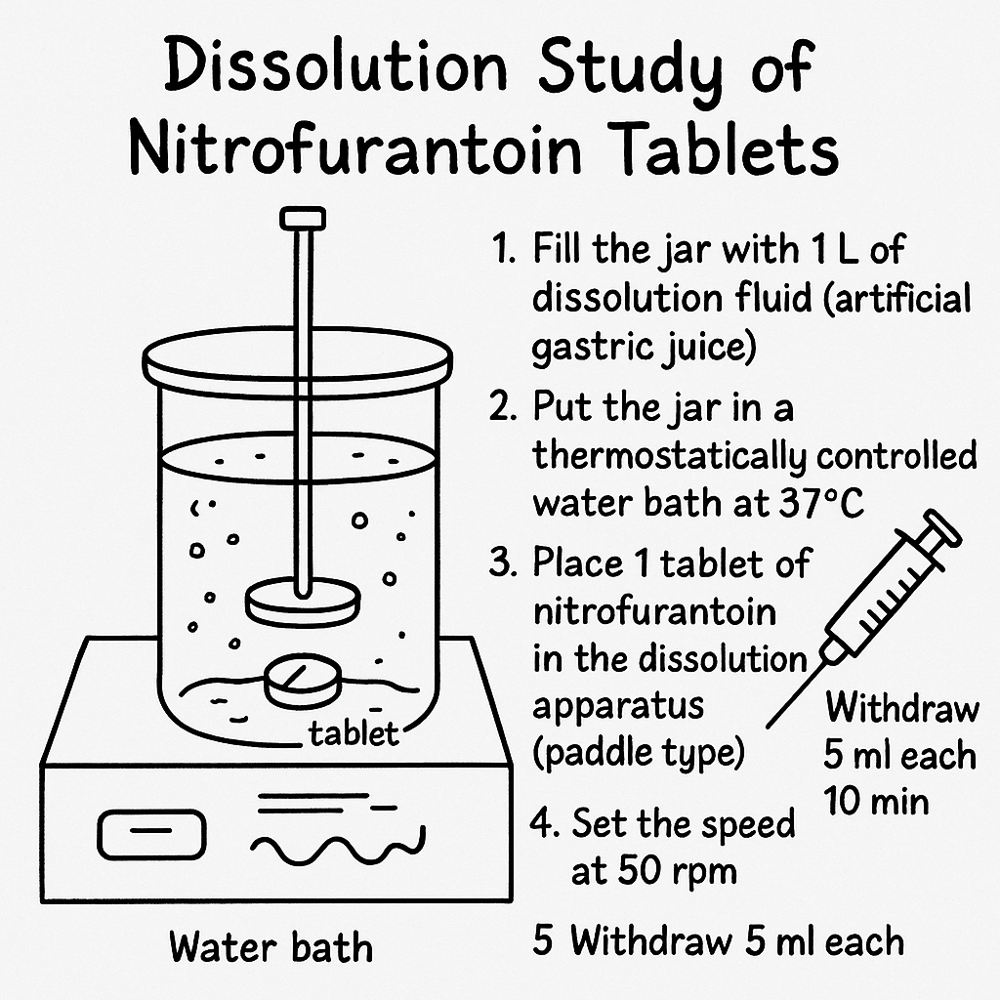 Dissolution Study of
Nitrofurantoin Tablets
1. Fill the jar with 1 L of
dissolution fluid (artificial
gastric juice)
2. Put the jar in a
thermostatically controlled
water bath at 37°C
3. Place 1 tablet of
nitrofurantoin
in the dissolution
apparatus
(paddle type)
Withdraw
5 ml each
10 min
4. Set the speed
at 50 rpm
5 Withdraw 5 ml each
tablet
Water bath